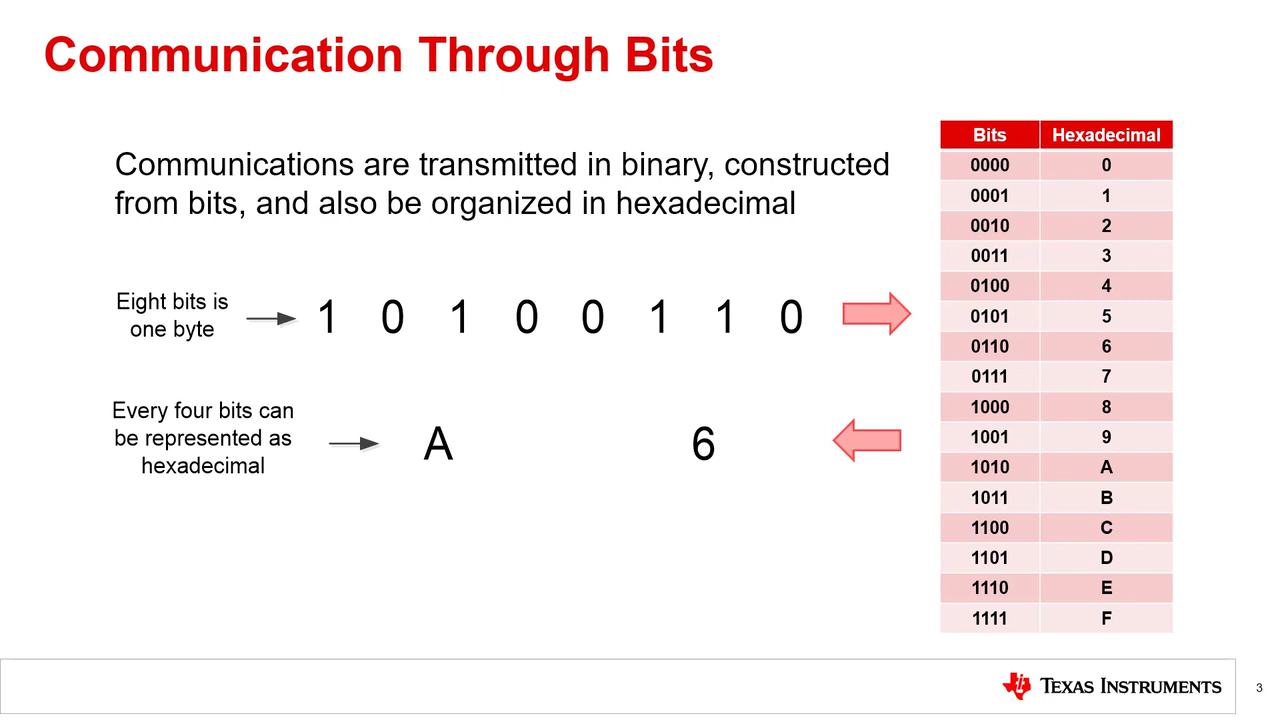 Communication Through Bits
Communications are transmitted in binary, constructed
from bits, and also be organized in hexadecimal
Eight bits is
one byte
1 0 1 0 0 1 1 0
Every four bits can
be represented as
hexadecimal
A 6
Bits Hexadecimal
0000 0
0001 1
0010 2
0011 3
0100 4
0101 5
0110 6
0111 7
1000 8
1001 9
1010 A
1011 B
1100 C
1101 D
1110 E
1111 F
TEXAS INSTRUMENTS
3